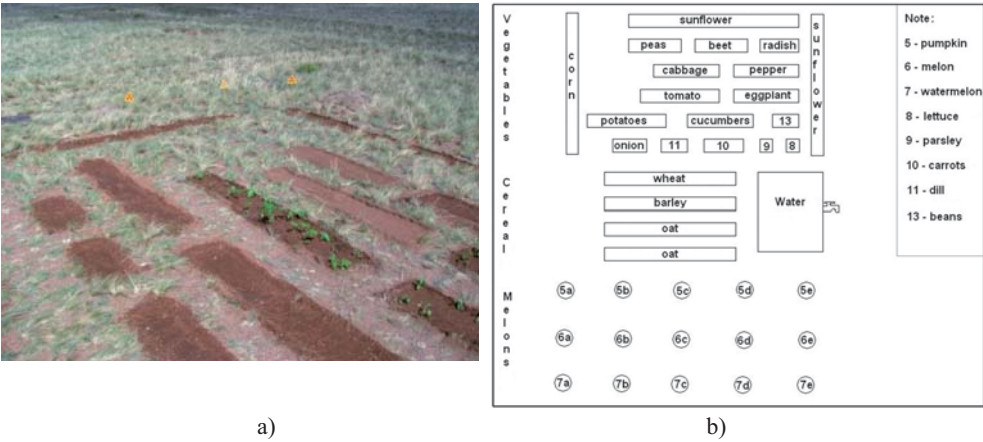 Vegetables
corn
sunflower
sunflower
peas beet radish
cabbage pepper
tomato eggplant
potatoes cucumbers 13
onion 11 10 9 8
Cereal
wheat
barley
oat
oat
Water
Melons
5a 5b 5c 5d 5e
6a 6b 6c 6d 6e
7a 7b 7c 7d 7e
Note:
5 - pumpkin
6 - melon
7 - watermelon
8 - lettuce
9 - parsley
10 - carrots
11 - dill
13 - beans
a) b)